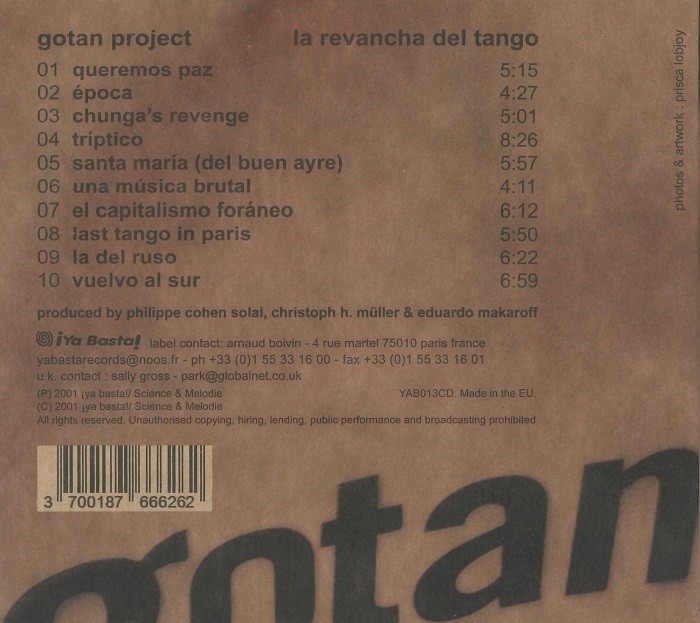 gotan project la revancha del tango
01 queremos paz 5:15
02 época 4:27
03 chunga's revenge 5:01
04 tríptico 8:26
05 santa maría (del buen ayre) 5:57
06 una música brutal 4:11
07 el capitalismo foráneo 6:12
08 last tango in paris 5:50
09 la del ruso 6:22
10 vuelvo al sur 6:59
produced by philippe cohen solal, christoph h. müller & eduardo makaroff
¡Ya Basta! label contact: arnaud boivin - 4 rue martel 75010 paris france
yabastarecords@noos.fr - ph +33 (0)1 55 33 16 00 - fax +33 (0)1 55 33 16 01
u.k. contact : sally gross - park@globalnet.co.uk
(P) 2001 ¡ya basta!/ Science & Melodie YAB013CD. Made in the EU.
(C) 2001 ¡ya basta!/ Science & Melodie
All rights reserved. Unauthorised copying, hiring, lending, public performance and broadcasting prohibited
3 700187 666262
gotan
photos & artwork : prisca lobjoy